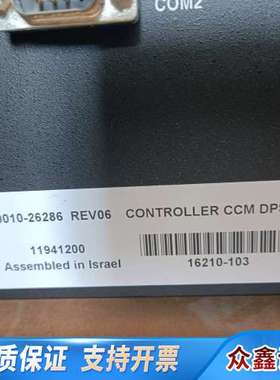 COM2
0010-26286 REV06 CONTROLLER CCM DPS
11941200
Assembled in Israel
16210-103
质保证 支持开票
众鑫